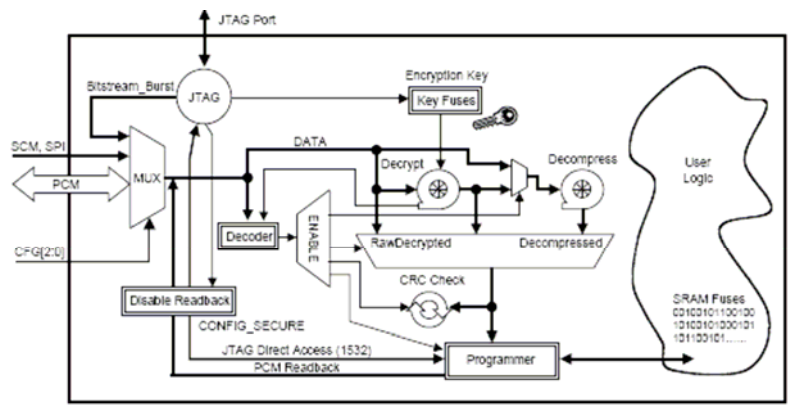 JTAG Port
Bitstream_Burst
JTAG
Encryption Key
Key Fuses
SCM, SPI
DATA
MUX
PCM
Decrypt
Decompress
User
Logic
Decoder
ENABLE
RawDecrypted
Decompressed
CFG[2:0]
CRC Check
Disable Readback
SRAM Fuses
00100101100100
10100101000101
101100101......
CONFIG_SECURE
JTAG Direct Access (1532)
PCM Readback
Programmer